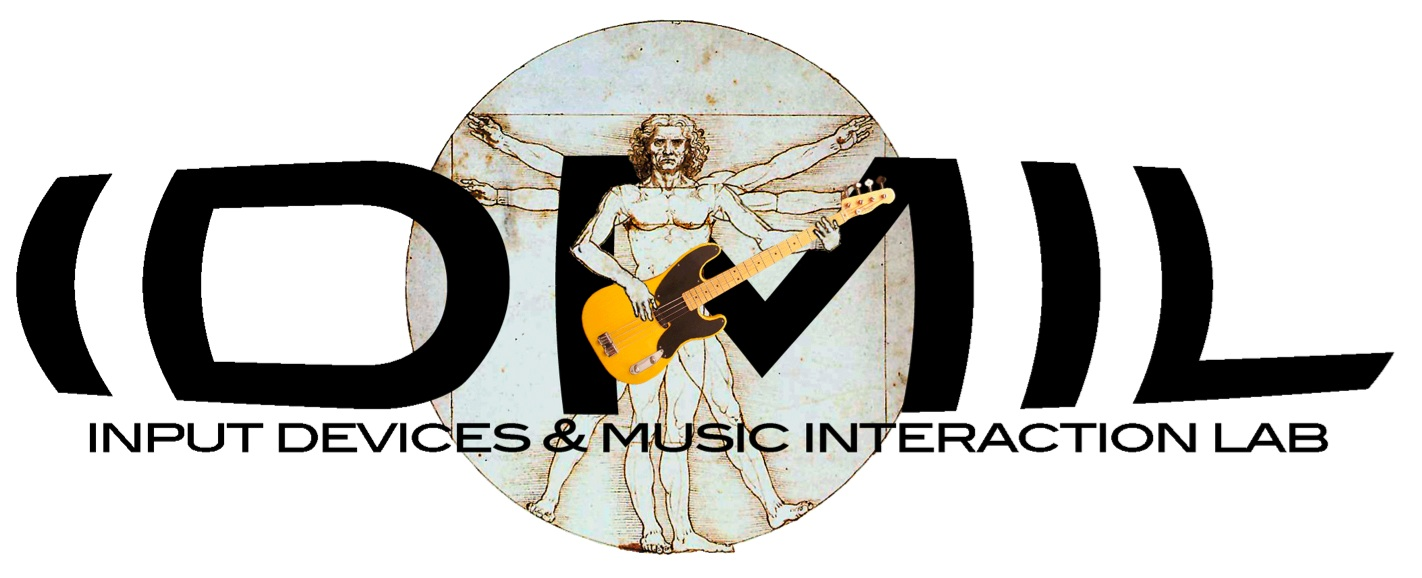 IDMIL
INPUT DEVICES & MUSIC INTERACTION LAB